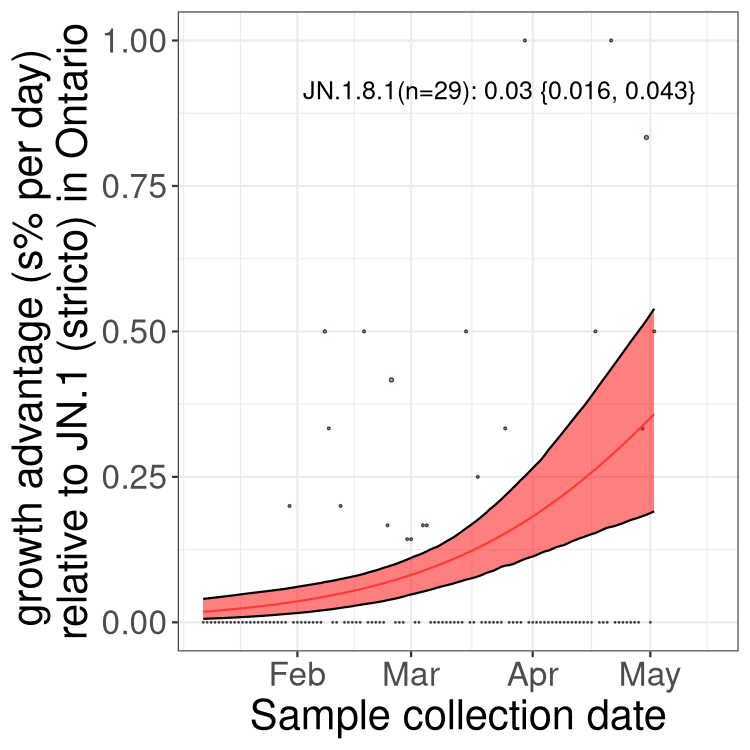 growth advantage (s% per day)
relative to JN.1 (stricto) in Ontario
1.00
0.75
0.50
0.25
0.00
JN.1.8.1(n=29): 0.03 {0.016, 0.043}
Feb Mar Apr May
Sample collection date